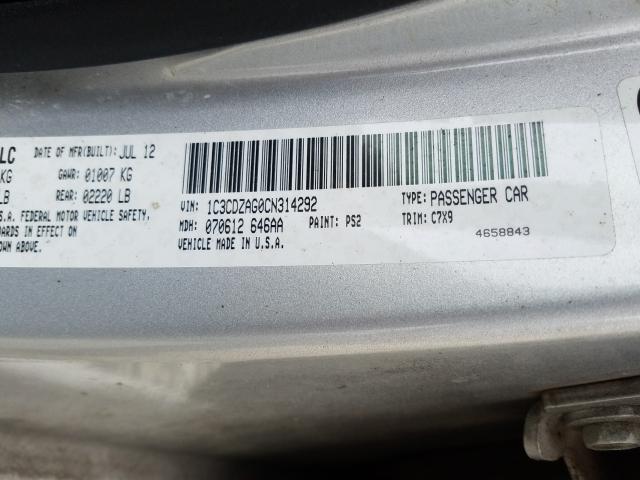 LC DATE OF MFR(BUILT): JUL 12
KG GAWR: 01007 KG
LB REAR: 02220 LB
S.A. FEDERAL MOTOR VEHICLE SAFETY,
ARDS IN EFFECT ON
OWN ABOVE.
VIN: 1C3CDZAG0CN314292 TYPE: PASSENGER CAR
MDH: 070612 646AA PAINT: PS2 TRIM: C7X9
VEHICLE MADE IN U.S.A. 4658843